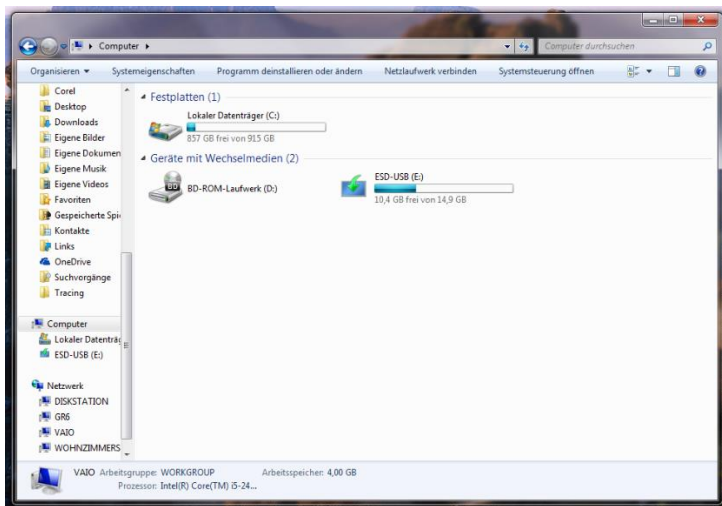 Computer
Computer durchsuchen
Organisieren
Systemeigenschaften
Programm deinstallieren oder ändern
Netzlaufwerk verbinden
Systemsteuerung öffnen
Corel
Desktop
Downloads
Eigene Bilder
Eigene Dokumen
Eigene Musik
Eigene Videos
Favoriten
Gespeicherte Spi
Kontakte
Links
OneDrive
Suchvorgänge
Tracing
Computer
Lokaler Datenträ
ESD-USB (E:)
Netzwerk
DISKSTATION
GR6
VAIO
WOHNZIMMERS
Festplatten (1)
Lokaler Datenträger (C:)
857 GB frei von 915 GB
Geräte mit Wechselmedien (2)
BD
BD-ROM-Laufwerk (D:)
ESD-USB (E:)
10,4 GB frei von 14,9 GB
VAIO Arbeitsgruppe: WORKGROUP Arbeitsspeicher: 4,00 GB
Prozessor: Intel(R) Core(TM) i5-24...